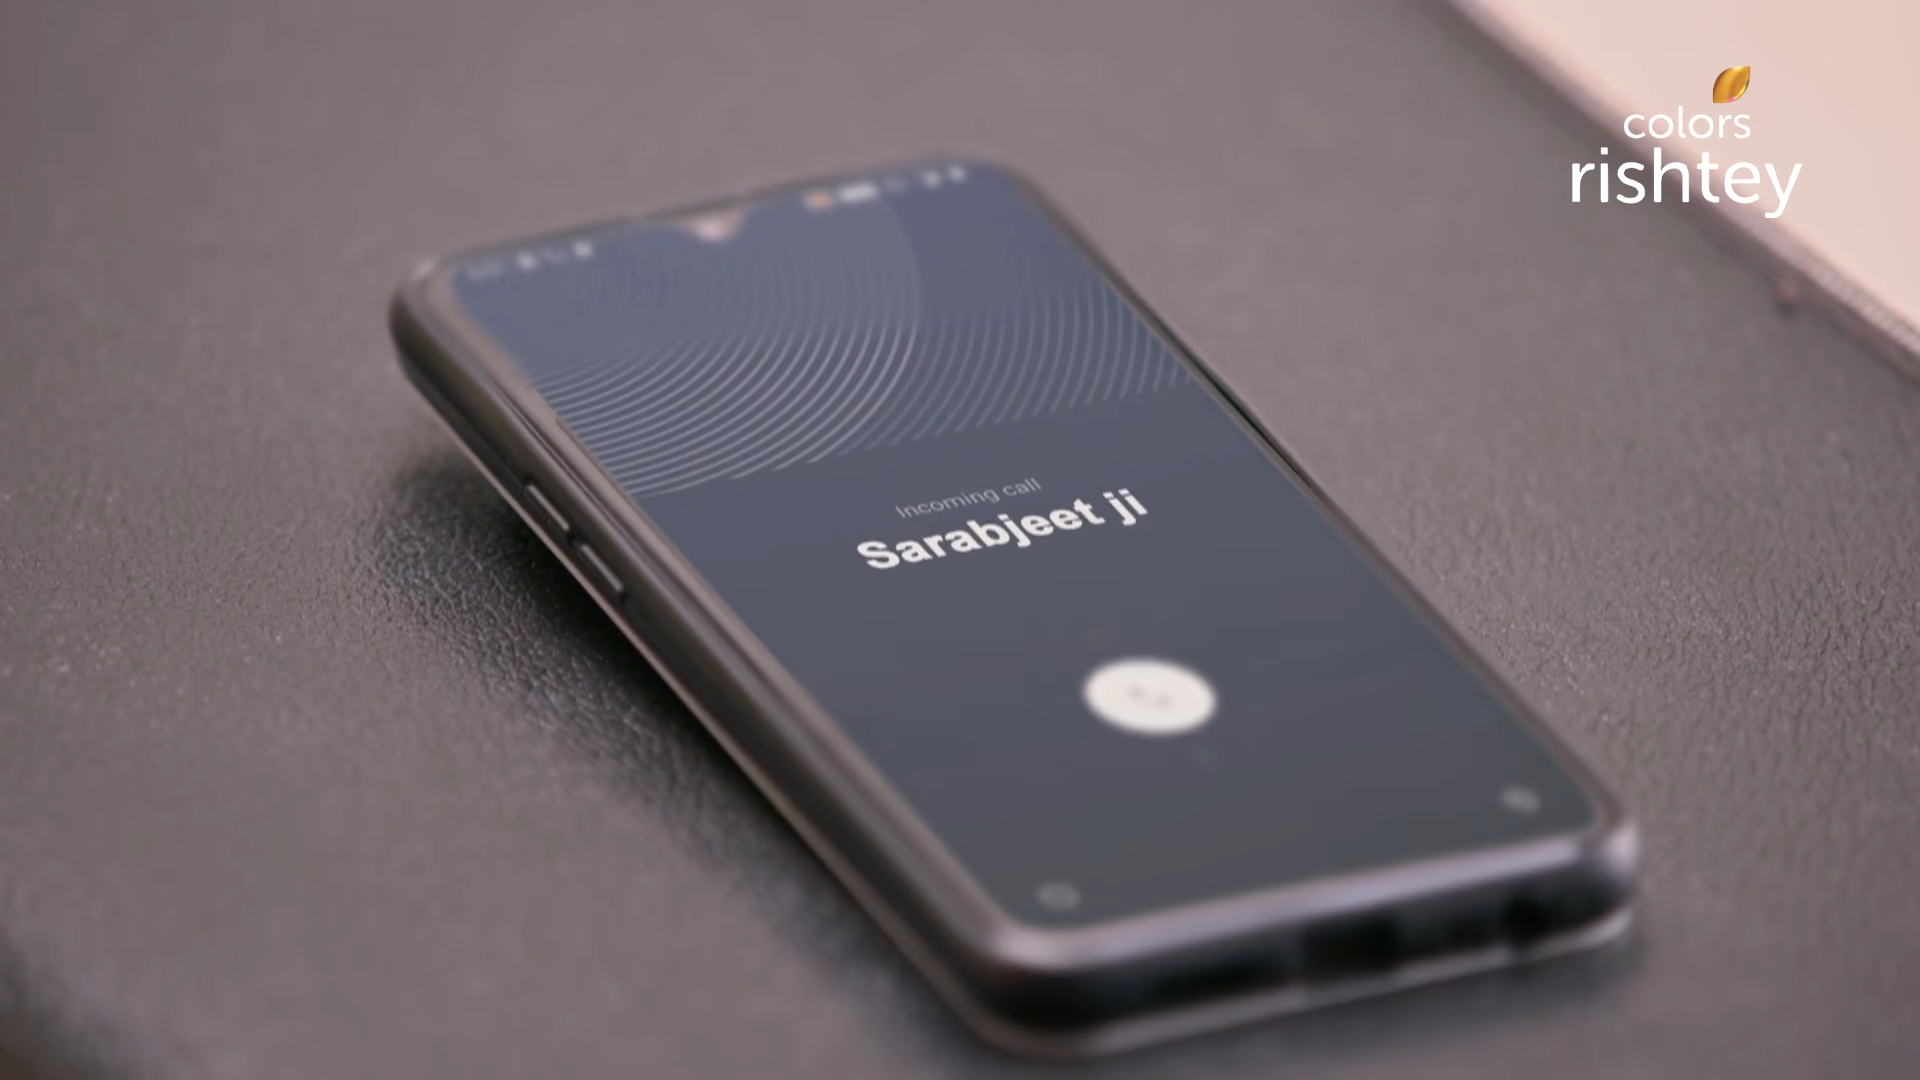 colors
rishtey
Incoming call
Sarabjeet ji